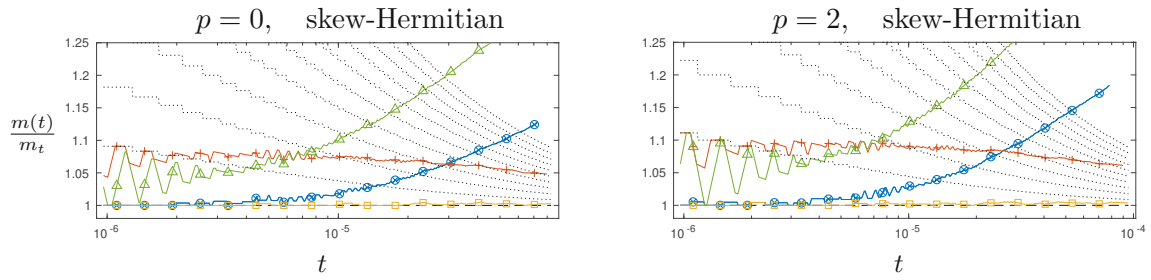 p = 0, skew-Hermitian
p = 2, skew-Hermitian
1.25
1.2
1.15
1.1
1.05
1
m(t)
m_t
10^-6
10^-5
t
1.25
1.2
1.15
1.1
1.05
1
10^-6
10^-5
10^-4
t